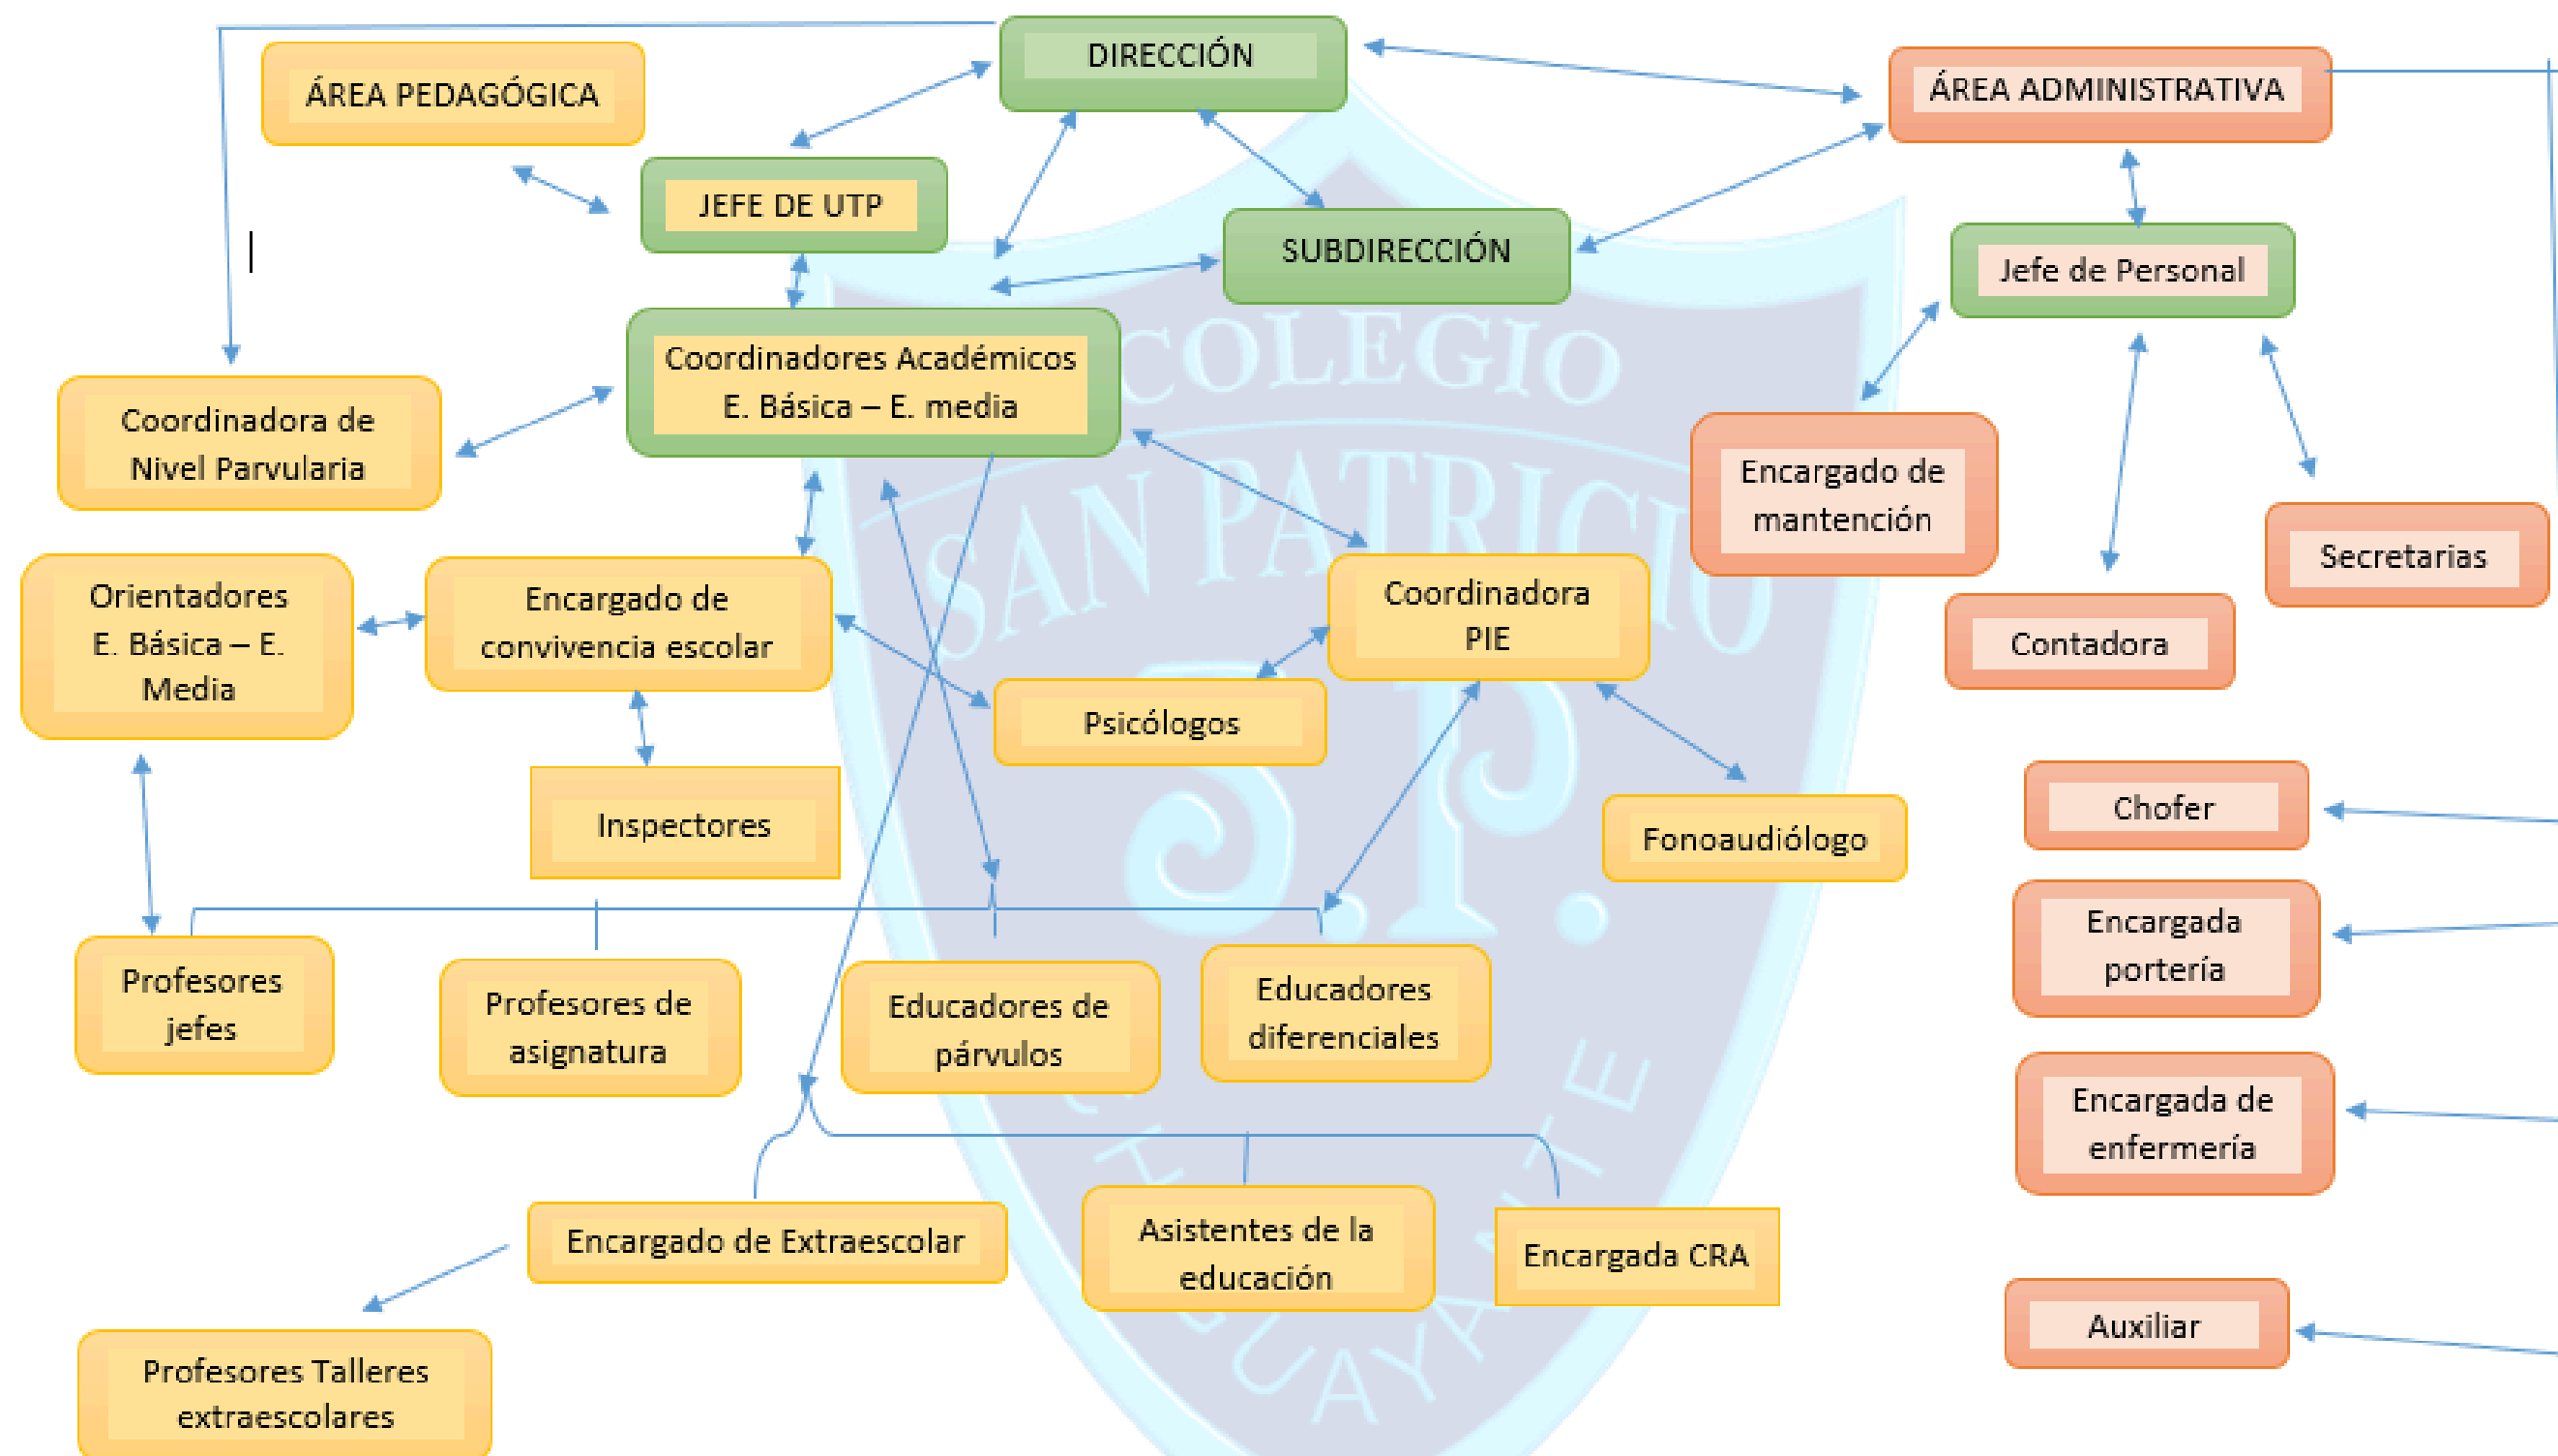 DIRECCIÓN
ÁREA PEDAGÓGICA
ÁREA ADMINISTRATIVA
JEFE DE UTP
SUBDIRECCIÓN
Jefe de Personal
Coordinadores Académicos
E. Básica – E. media
Coordinadora de
Nivel Parvularia
COLEGIO
SAN PATRICIO
S.P.
Encargado de
mantención
Secretarias
Orientadores
E. Básica – E.
Media
Encargado de
convivencia escolar
Coordinadora
PIE
Contadora
Psicólogos
Inspectores
Fonoaudiólogo
Chofer
Profesores
jefes
Profesores de
asignatura
Educadores de
párvulos
Educadores
diferenciales
Encargada
portería
Encargada de
enfermería
Encargado de Extraescolar
Asistentes de la
educación
Encargada CRA
Auxiliar
Profesores Talleres
extraescolares